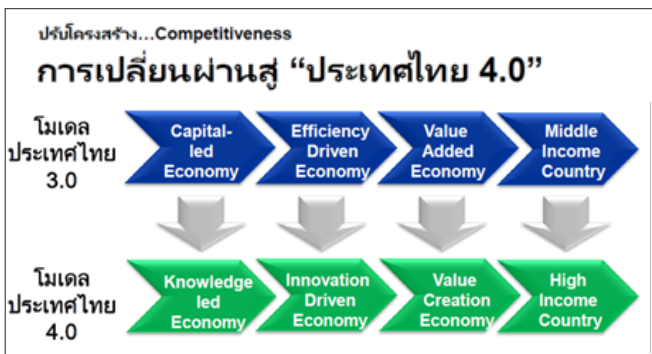 ปรับโครงสร้าง...Competitiveness
การเปลี่ยนผ่านสู่ “ประเทศไทย 4.0”
โมเดล
ประเทศไทย
3.0
Capital-
led
Economy
Efficiency
Driven
Economy
Value
Added
Economy
Middle
Income
Country
โมเดล
ประเทศไทย
4.0
Knowledge
led
Economy
Innovation
Driven
Economy
Value
Creation
Economy
High
Income
Country